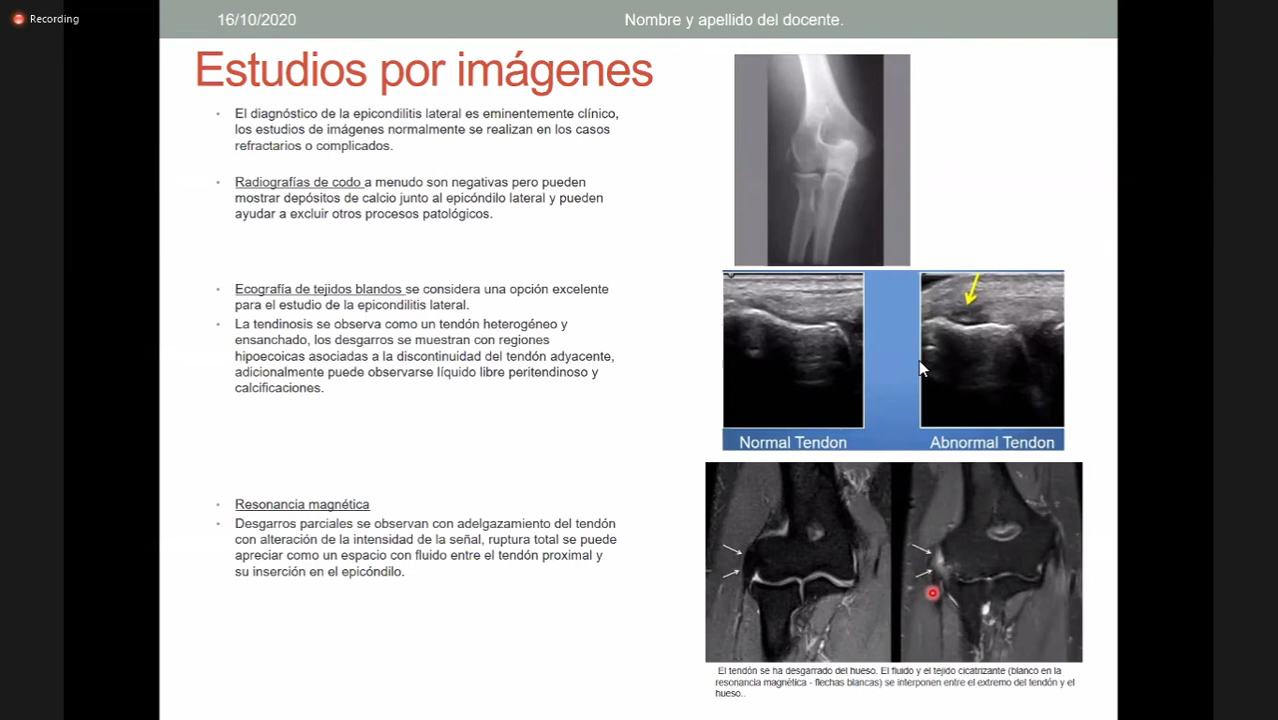 Recording
16/10/2020
Nombre y apellido del docente.
Estudios por imágenes
El diagnóstico de la epicondilitis lateral es eminentemente clínico,
los estudios de imágenes normalmente se realizan en los casos
refractarios o complicados.
Radiografías de codo a menudo son negativas pero pueden
mostrar depósitos de calcio junto al epicóndilo lateral y pueden
ayudar a excluir otros procesos patológicos.
Ecografía de tejidos blandos se considera una opción excelente
para el estudio de la epicondilitis lateral.
La tendinosis se observa como un tendón heterogéneo y
ensanchado, los desgarros se muestran con regiones
hipoecoicas asociadas a la discontinuidad del tendón adyacente,
adicionalmente puede observarse líquido libre peritendinoso y
calcificaciones.
Normal Tendon
Abnormal Tendon
Resonancia magnética
Desgarros parciales se observan con adelgazamiento del tendón
con alteración de la intensidad de la señal, ruptura total se puede
apreciar como un espacio con fluido entre el tendón proximal y
su inserción en el epicóndilo.
El tendón se ha desgarrado del hueso. El fluido y el tejido cicatrizante (blanco en la
resonancia magnética - flechas blancas) se interponen entre el extremo del tendón y el
hueso..